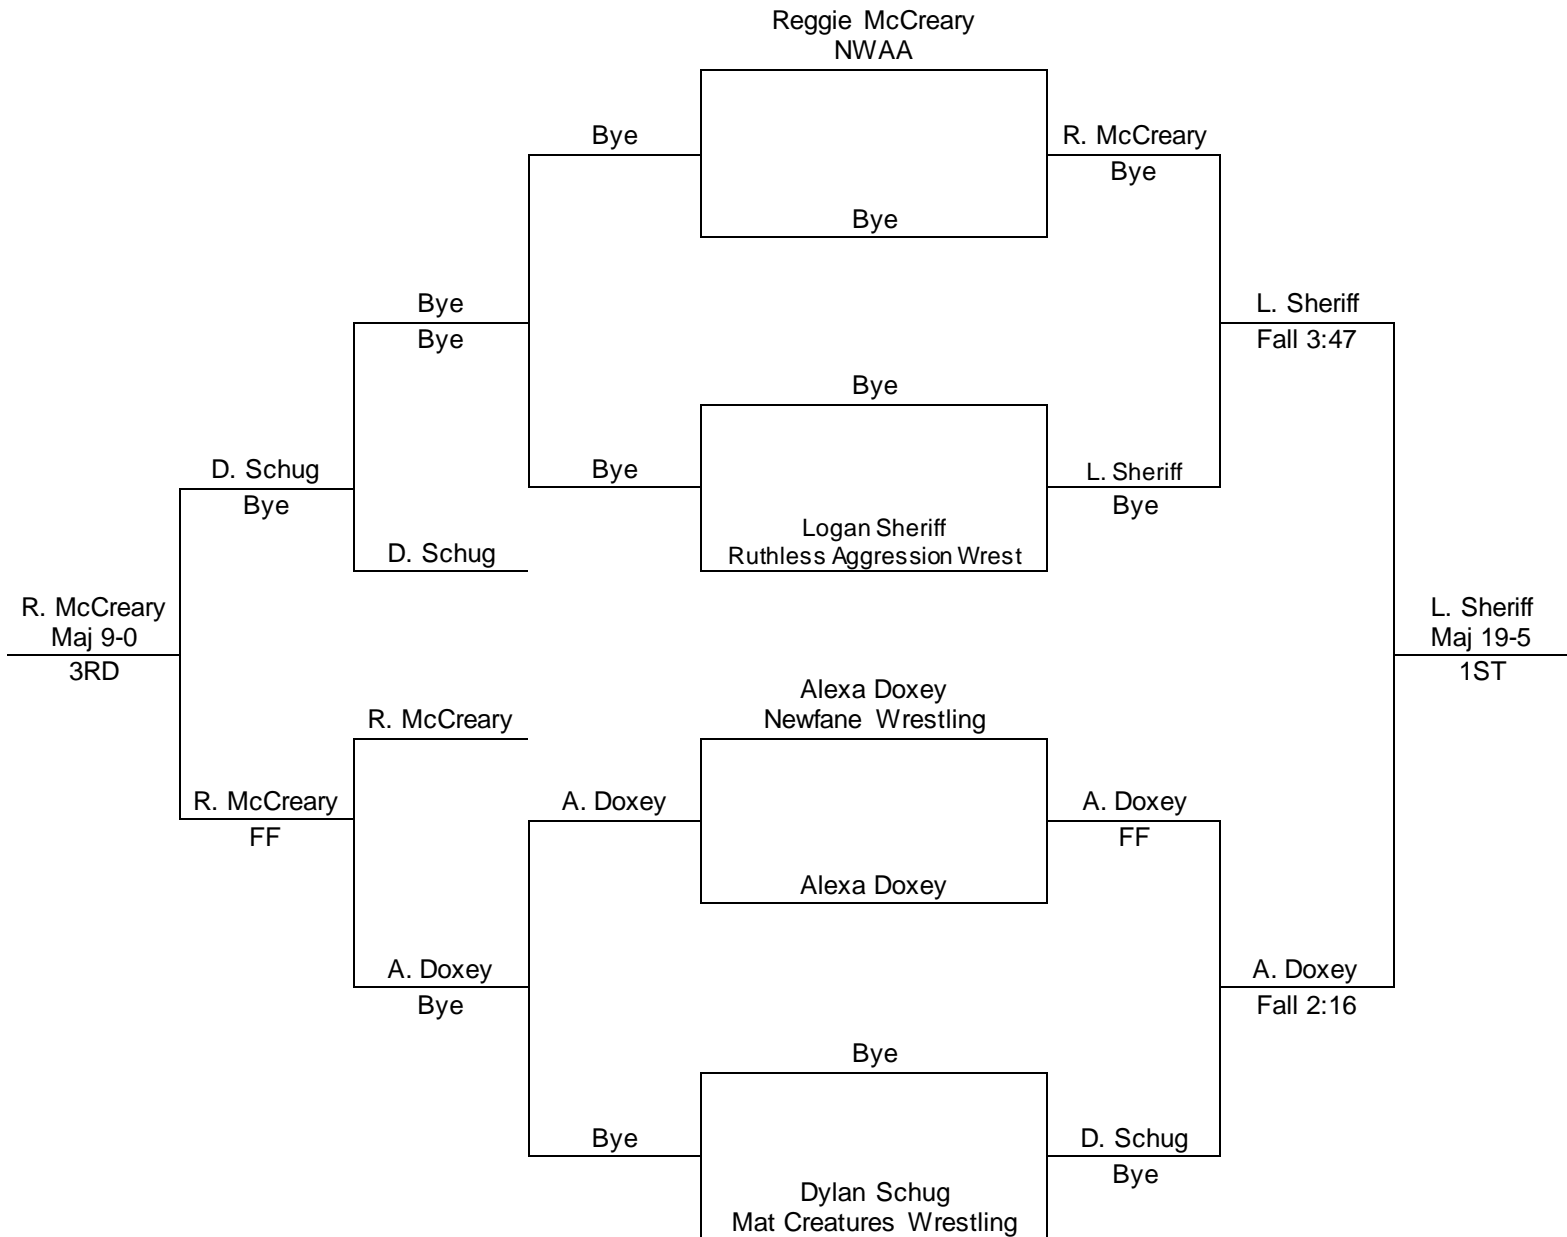 Reggie McCreary
NWAA
Bye
R. McCreary
Bye
Bye
Bye
L. Sheriff
Bye
Fall 3:47
Bye
D. Schug
Bye
L. Sheriff
Bye
Bye
Logan Sheriff
D. Schug
Ruthless Aggression Wrest
R. McCreary
L. Sheriff
Maj 9-0
Maj 19-5
3RD
1ST
Alexa Doxey
R. McCreary
Newfane Wrestling
R. McCreary
A. Doxey
A. Doxey
FF
FF
Alexa Doxey
A. Doxey
A. Doxey
Bye
Fall 2:16
Bye
Bye
D. Schug
Bye
Dylan Schug
Mat Creatures Wrestling